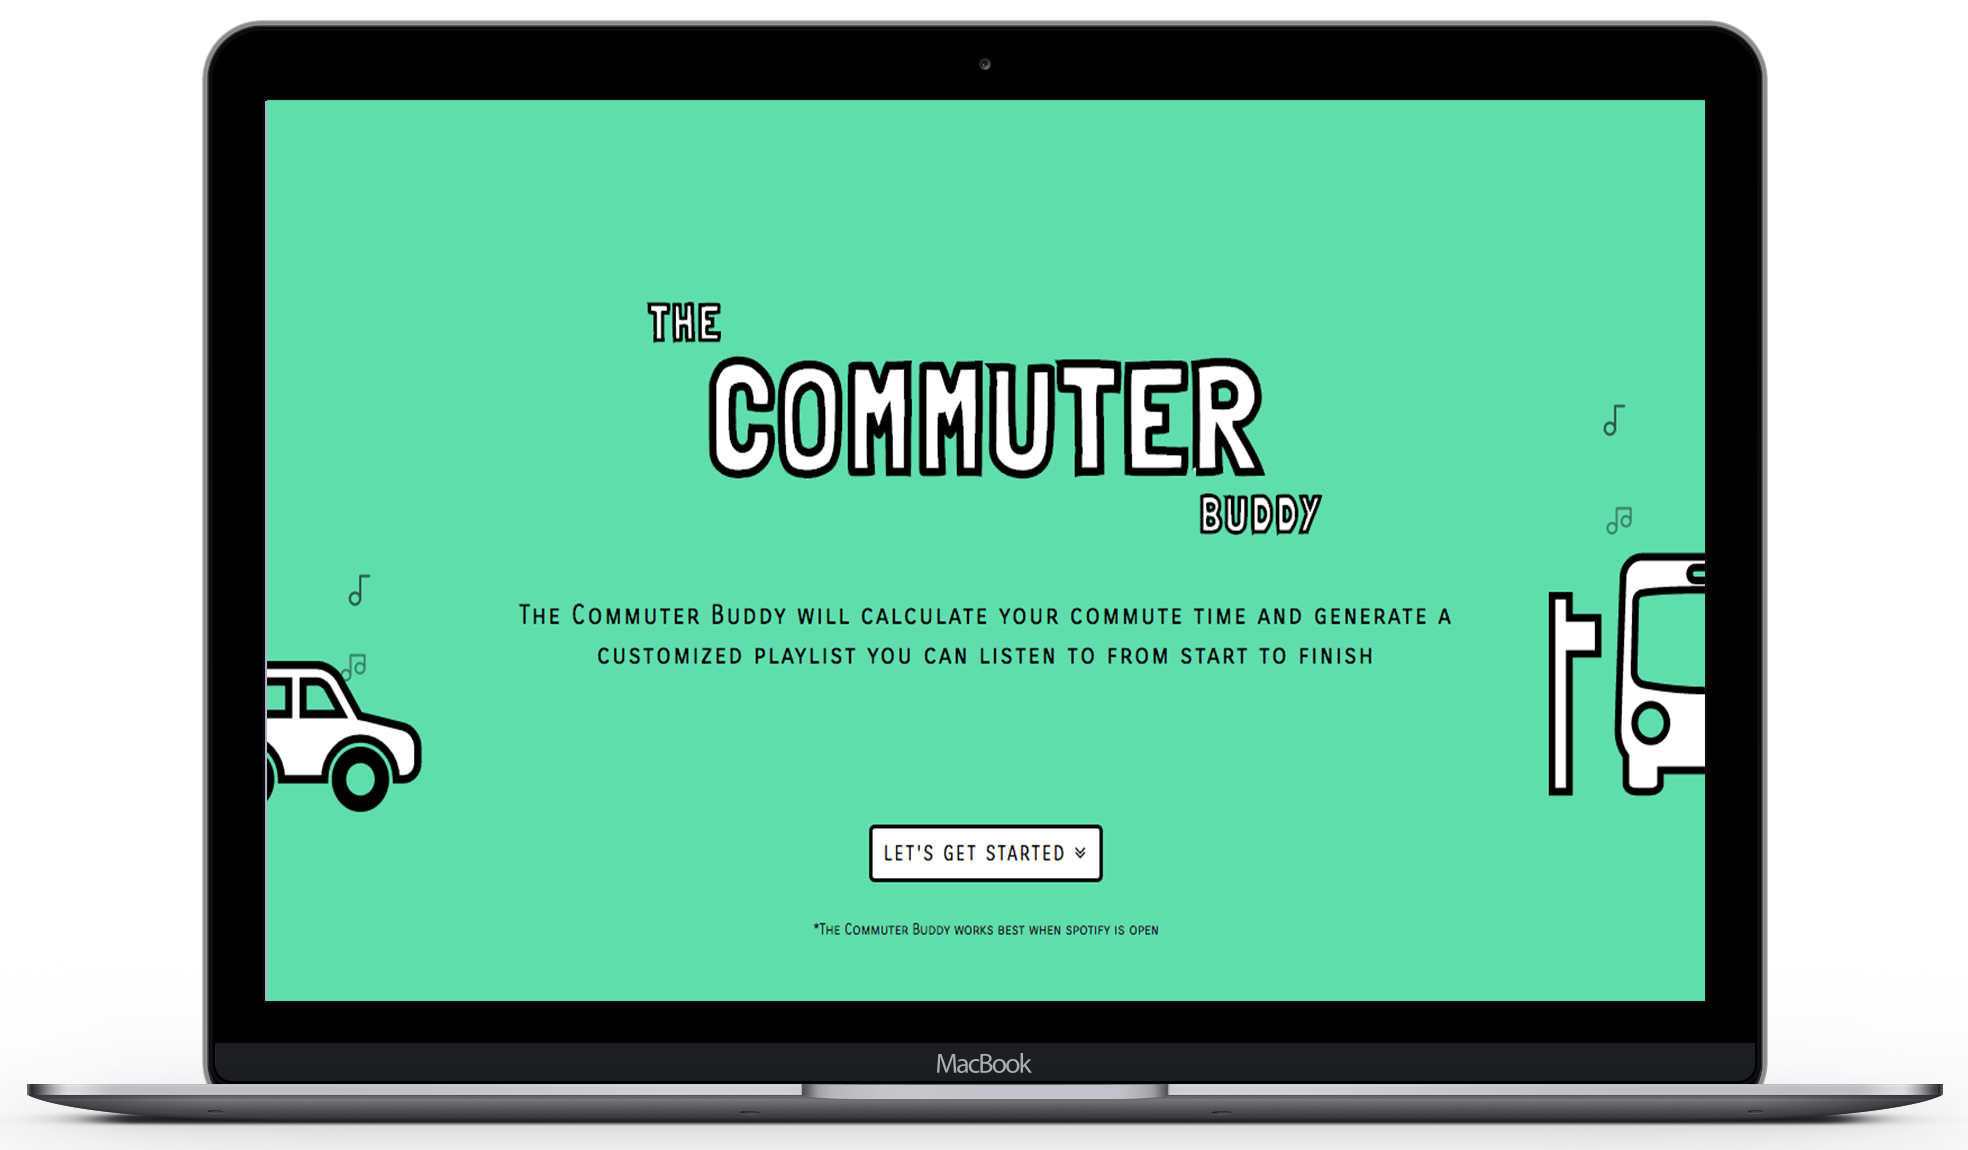 THE
COMMUTER
BUDDY
The Commuter Buddy will calculate your commute time and generate a
customized playlist you can listen to from start to finish
LET'S GET STARTED
*The Commuter Buddy works best when spotify is open
MacBook